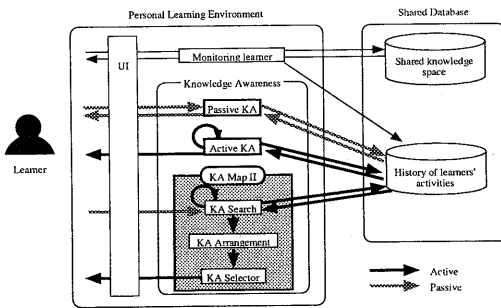 Personal Learning Environment
Shared Database
UI
Monitoring learner
Shared knowledge
space
Knowledge Awareness
Passive KA
Active KA
Learner
KA Map II
History of learners'
activities
KA Search
KA Arrangement
KA Selector
Active
Passive